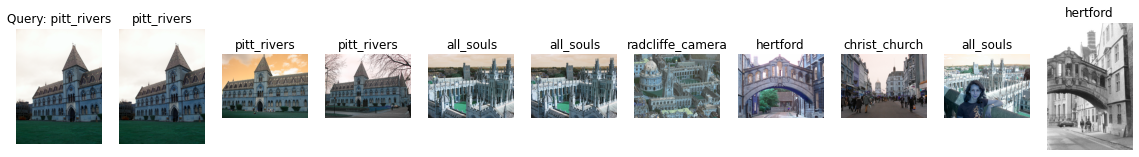 Query: pitt_rivers
pitt_rivers
pitt_rivers
pitt_rivers
all_souls
all_souls
radcliffe_camera
hertford
christ_church
all_souls
hertford